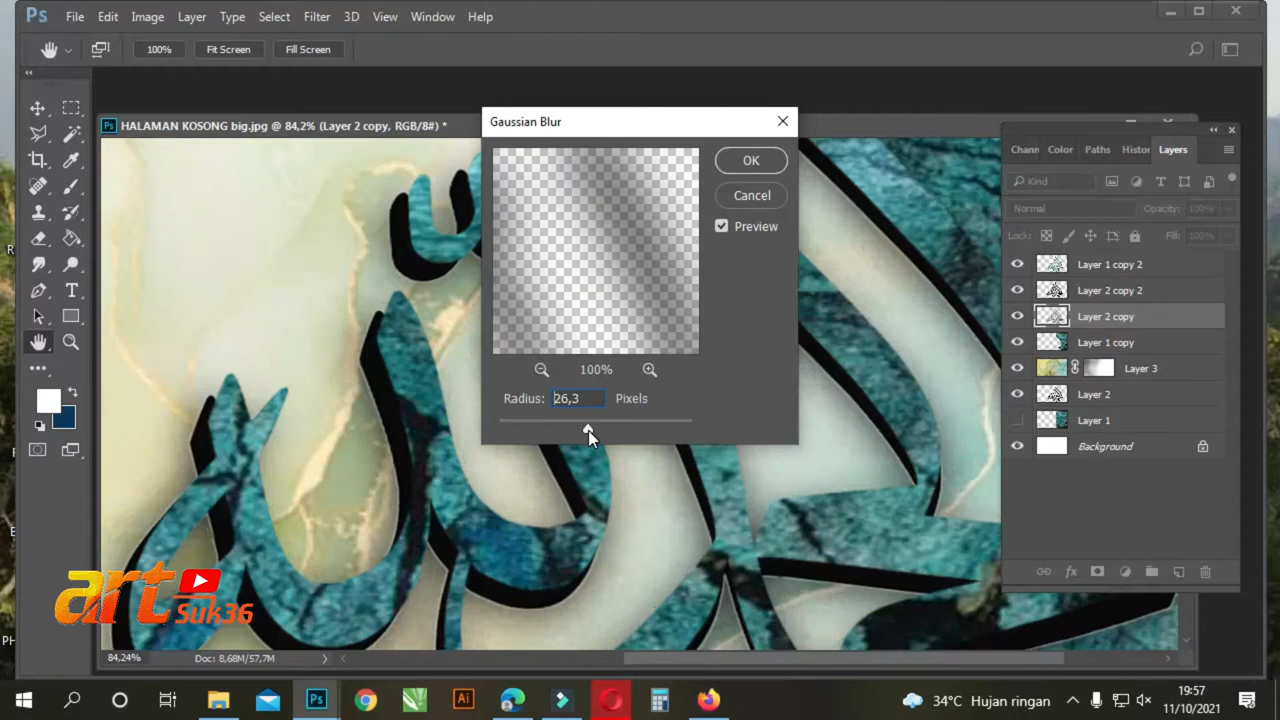 Ps File Edit Image Layer Type Select Filter 3D View Window Help
100% Fit Screen Fill Screen
Ps HALAMAN KOSONG big.jpg @ 84,2% (Layer 2 copy, RGB/8#) *
Gaussian Blur
OK
Cancel
Preview
100%
Radius: 26,3 Pixels
Chann Color Paths Histor Layers
Kind
Normal Opacity: 100%
Lock: Fill: 100%
Layer 1 copy 2
Layer 2 copy 2
Layer 2 copy
Layer 1 copy
Layer 3
Layer 2
Layer 1
Background
art
Suk36
84,24% Doc: 8,68M/57,7M
Ps Ai 34°C Hujan ringan 19:57
11/10/2021